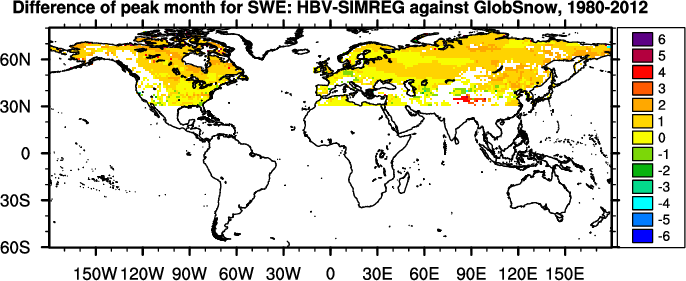 Difference of peak month for SWE: HBV-SIMREG against GlobSnow, 1980-2012
60N
30N
0
30S
60S
150W 120W 90W 60W 30W 0 30E 60E 90E 120E 150E
6
5
4
3
2
1
0
-1
-2
-3
-4
-5
-6